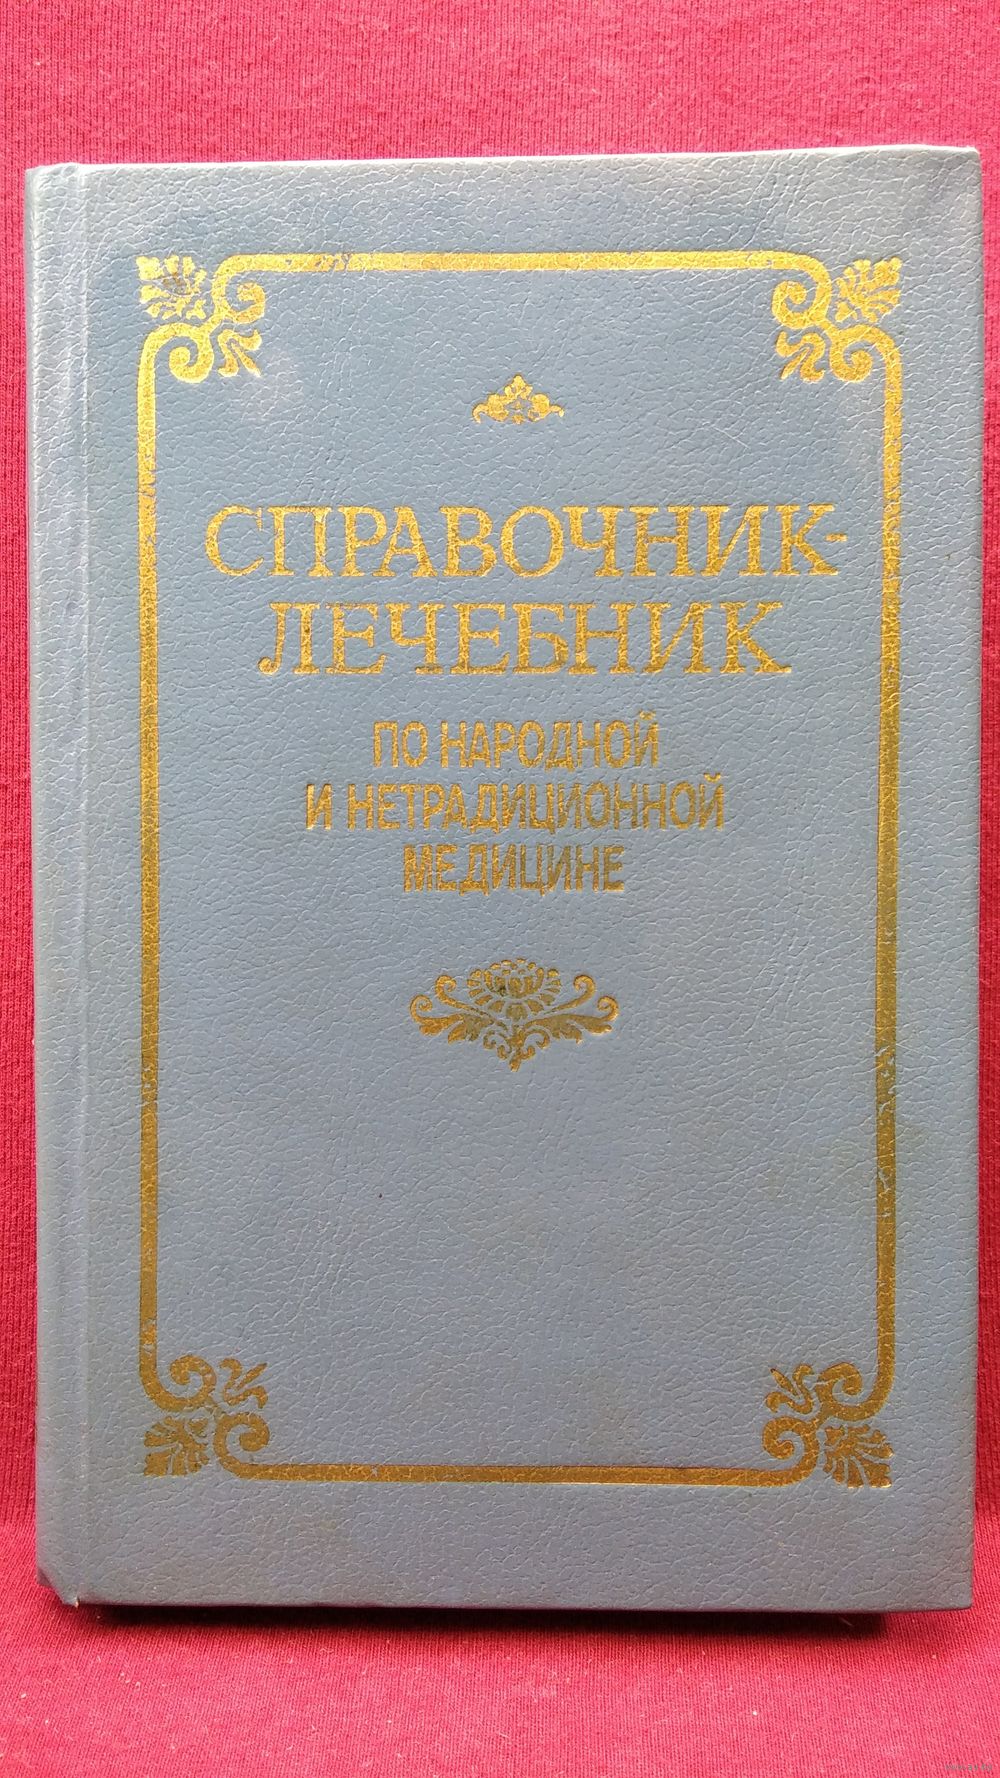 СПРАВОЧНИК-
ЛЕЧЕБНИК
ПО НАРОДНОЙ
И НЕТРАДИЦИОННОЙ
МЕДИЦИНЕ